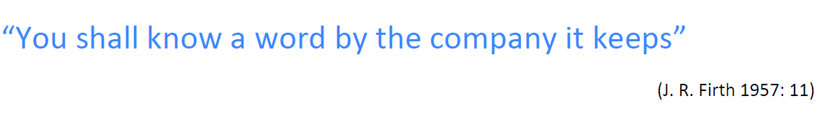 “You shall know a word by the company it keeps”
(J. R. Firth 1957: 11)